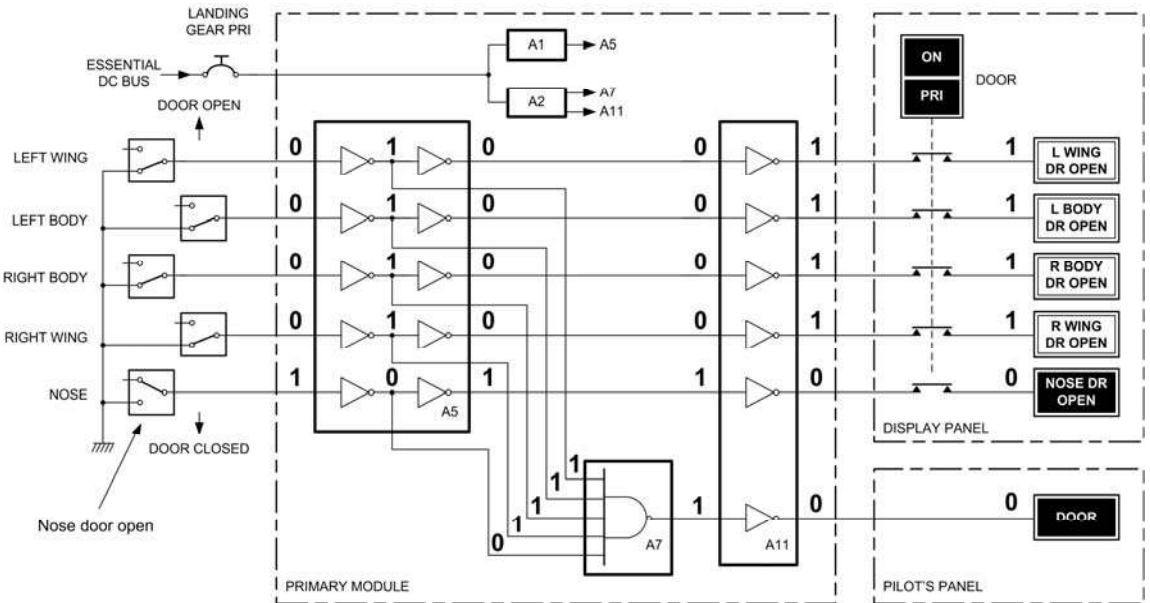 LANDING
GEAR PRI
ESSENTIAL
DC BUS
A1
A5
A2
A7
A11
ON
PRI
DOOR
DOOR OPEN
LEFT WING
0 1 0 0 1 1
L WING
DR OPEN
LEFT BODY
0 1 0 0 1 1
L BODY
DR OPEN
RIGHT BODY
0 1 0 0 1 1
R BODY
DR OPEN
RIGHT WING
0 1 0 0 1 1
R WING
DR OPEN
NOSE
1 0 1 1 0 0
NOSE DR
OPEN
A5
DOOR CLOSED
DISPLAY PANEL
Nose door open
1
1
1
1
0
A7
1 0 0
A11
DOOR
PRIMARY MODULE
PILOT'S PANEL